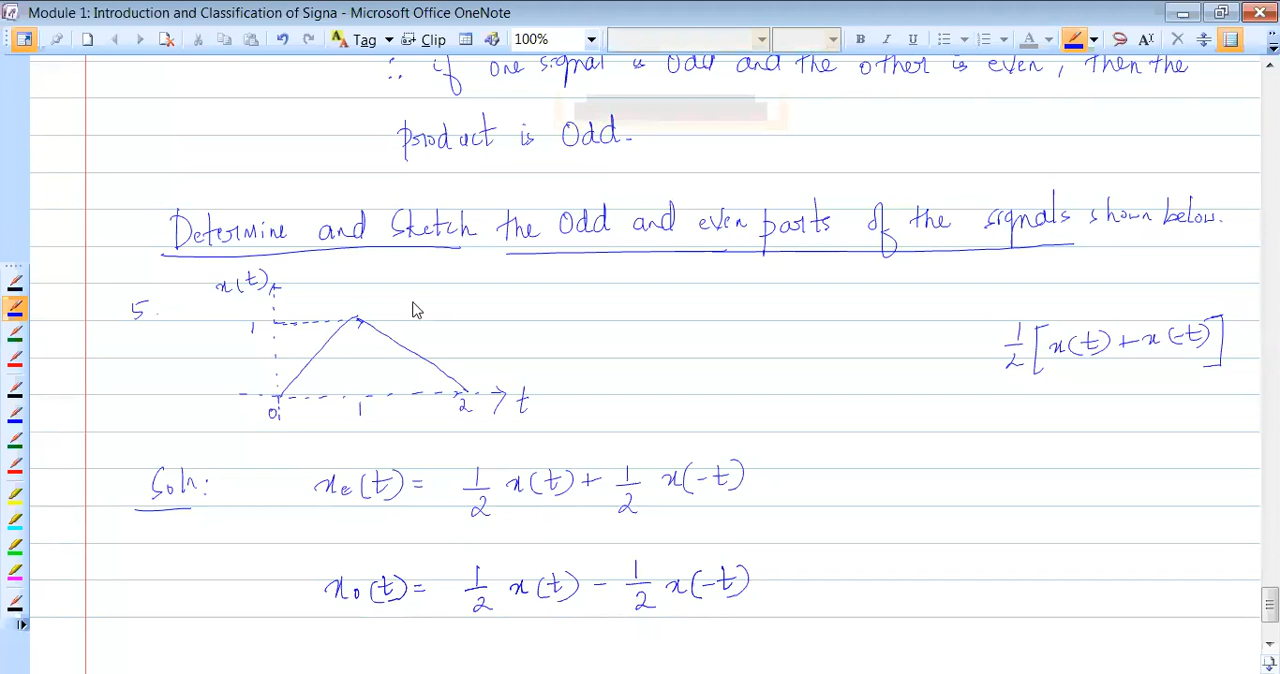 Module 1: Introduction and Classification of Signa - Microsoft Office OneNote
Tag Clip 100% B I U
∴ if one signal is Odd and the other is even, then the
product is Odd.
Determine and Sketch the Odd and even parts of the signals shown below.
5.
x(t)
1
0 1 2 t
1/2 [x(t) + x(-t)]
Soln: xe(t) = 1/2 x(t) + 1/2 x(-t)
xo(t) = 1/2 x(t) - 1/2 x(-t)